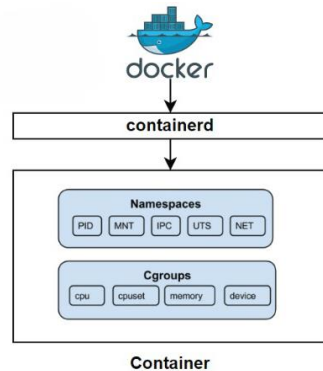 docker
containerd
Namespaces
PID MNT IPC UTS NET
Cgroups
cpu cpuset memory device
Container